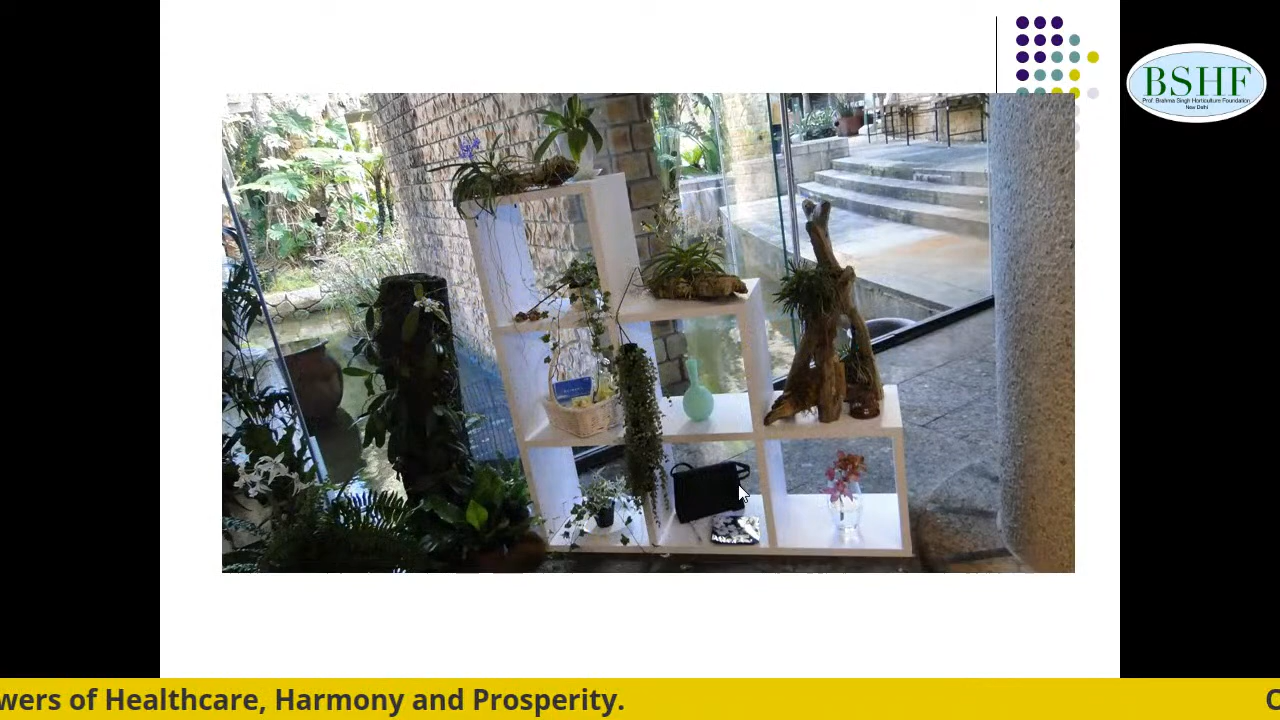 BSHF
Prof. Brahma Singh Horticulture Foundation
New Delhi
wers of Healthcare, Harmony and Prosperity.